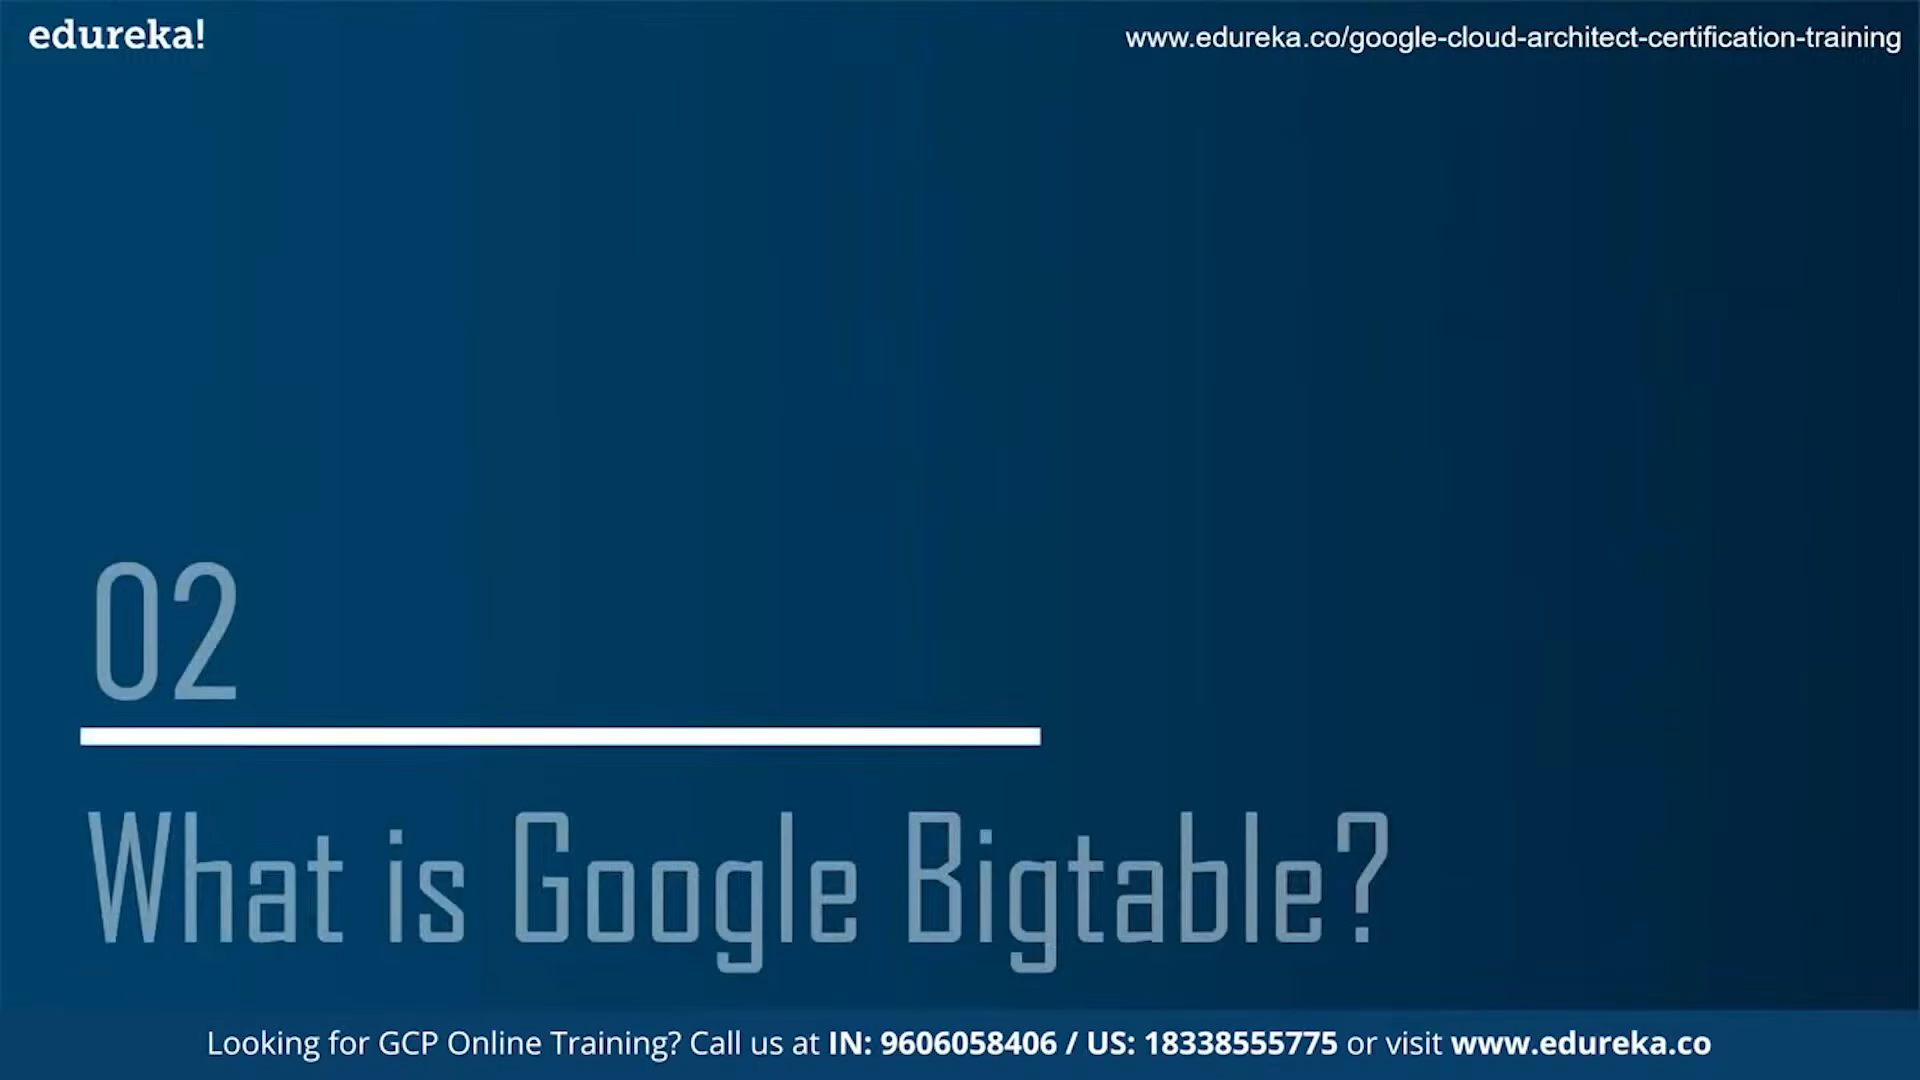 edureka!
www.edureka.co/google-cloud-architect-certification-training
02
What is Google Bigtable?
Looking for GCP Online Training? Call us at IN: 9606058406 / US: 18338555775 or visit www.edureka.co